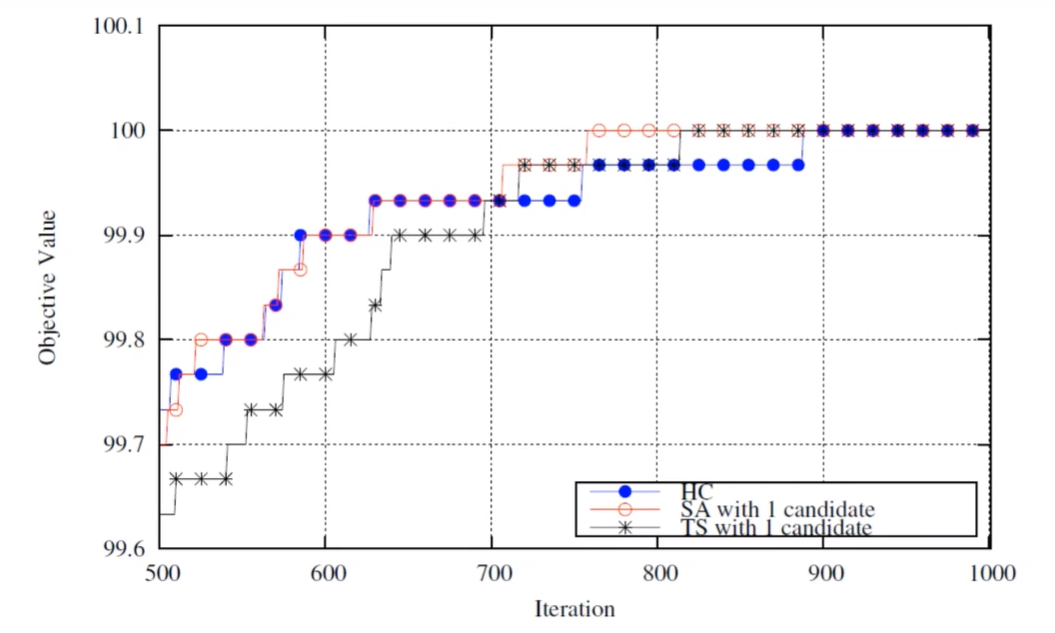 100.1
100
99.9
99.8
99.7
99.6
Objective Value
HC
SA with 1 candidate
TS with 1 candidate
500 600 700 800 900 1000
Iteration